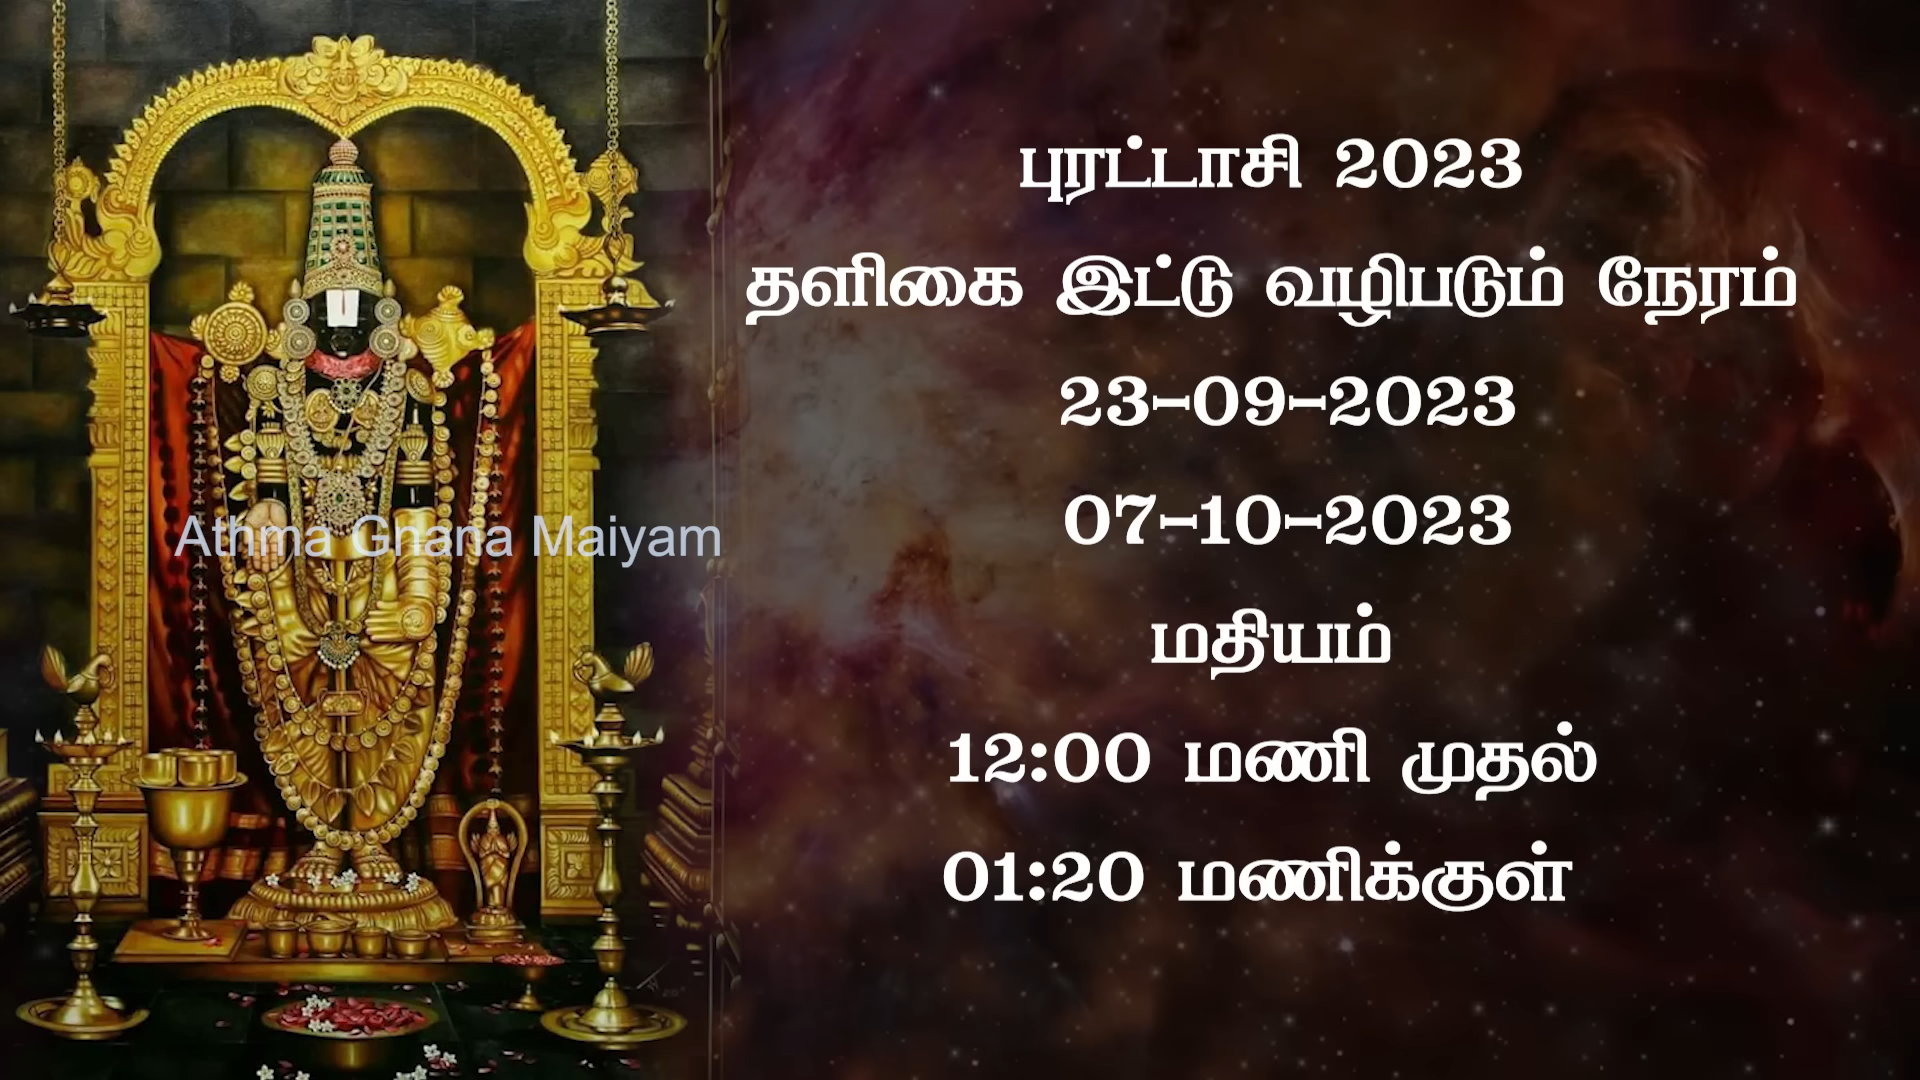 புரட்டாசி 2023
தளிகை இட்டு வழிபடும் நேரம்
23-09-2023
07-10-2023
மதியம்
12:00 மணி முதல்
01:20 மணிக்குள்
Athma Gnana Maiyam